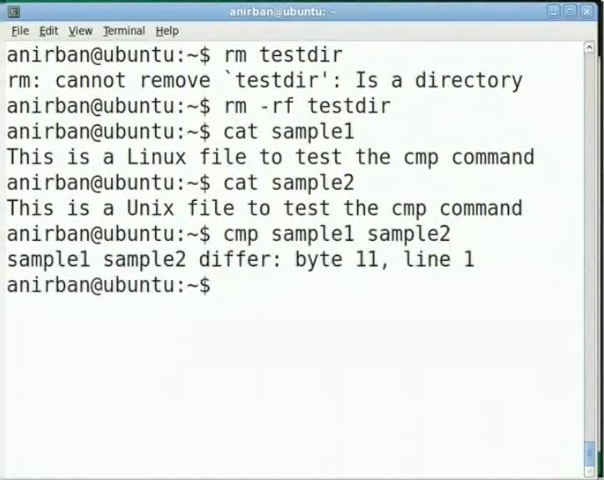 anirban@ubuntu: ~
File Edit View Terminal Help
anirban@ubuntu:~$ rm testdir
rm: cannot remove `testdir': Is a directory
anirban@ubuntu:~$ rm -rf testdir
anirban@ubuntu:~$ cat sample1
This is a Linux file to test the cmp command
anirban@ubuntu:~$ cat sample2
This is a Unix file to test the cmp command
anirban@ubuntu:~$ cmp sample1 sample2
sample1 sample2 differ: byte 11, line 1
anirban@ubuntu:~$